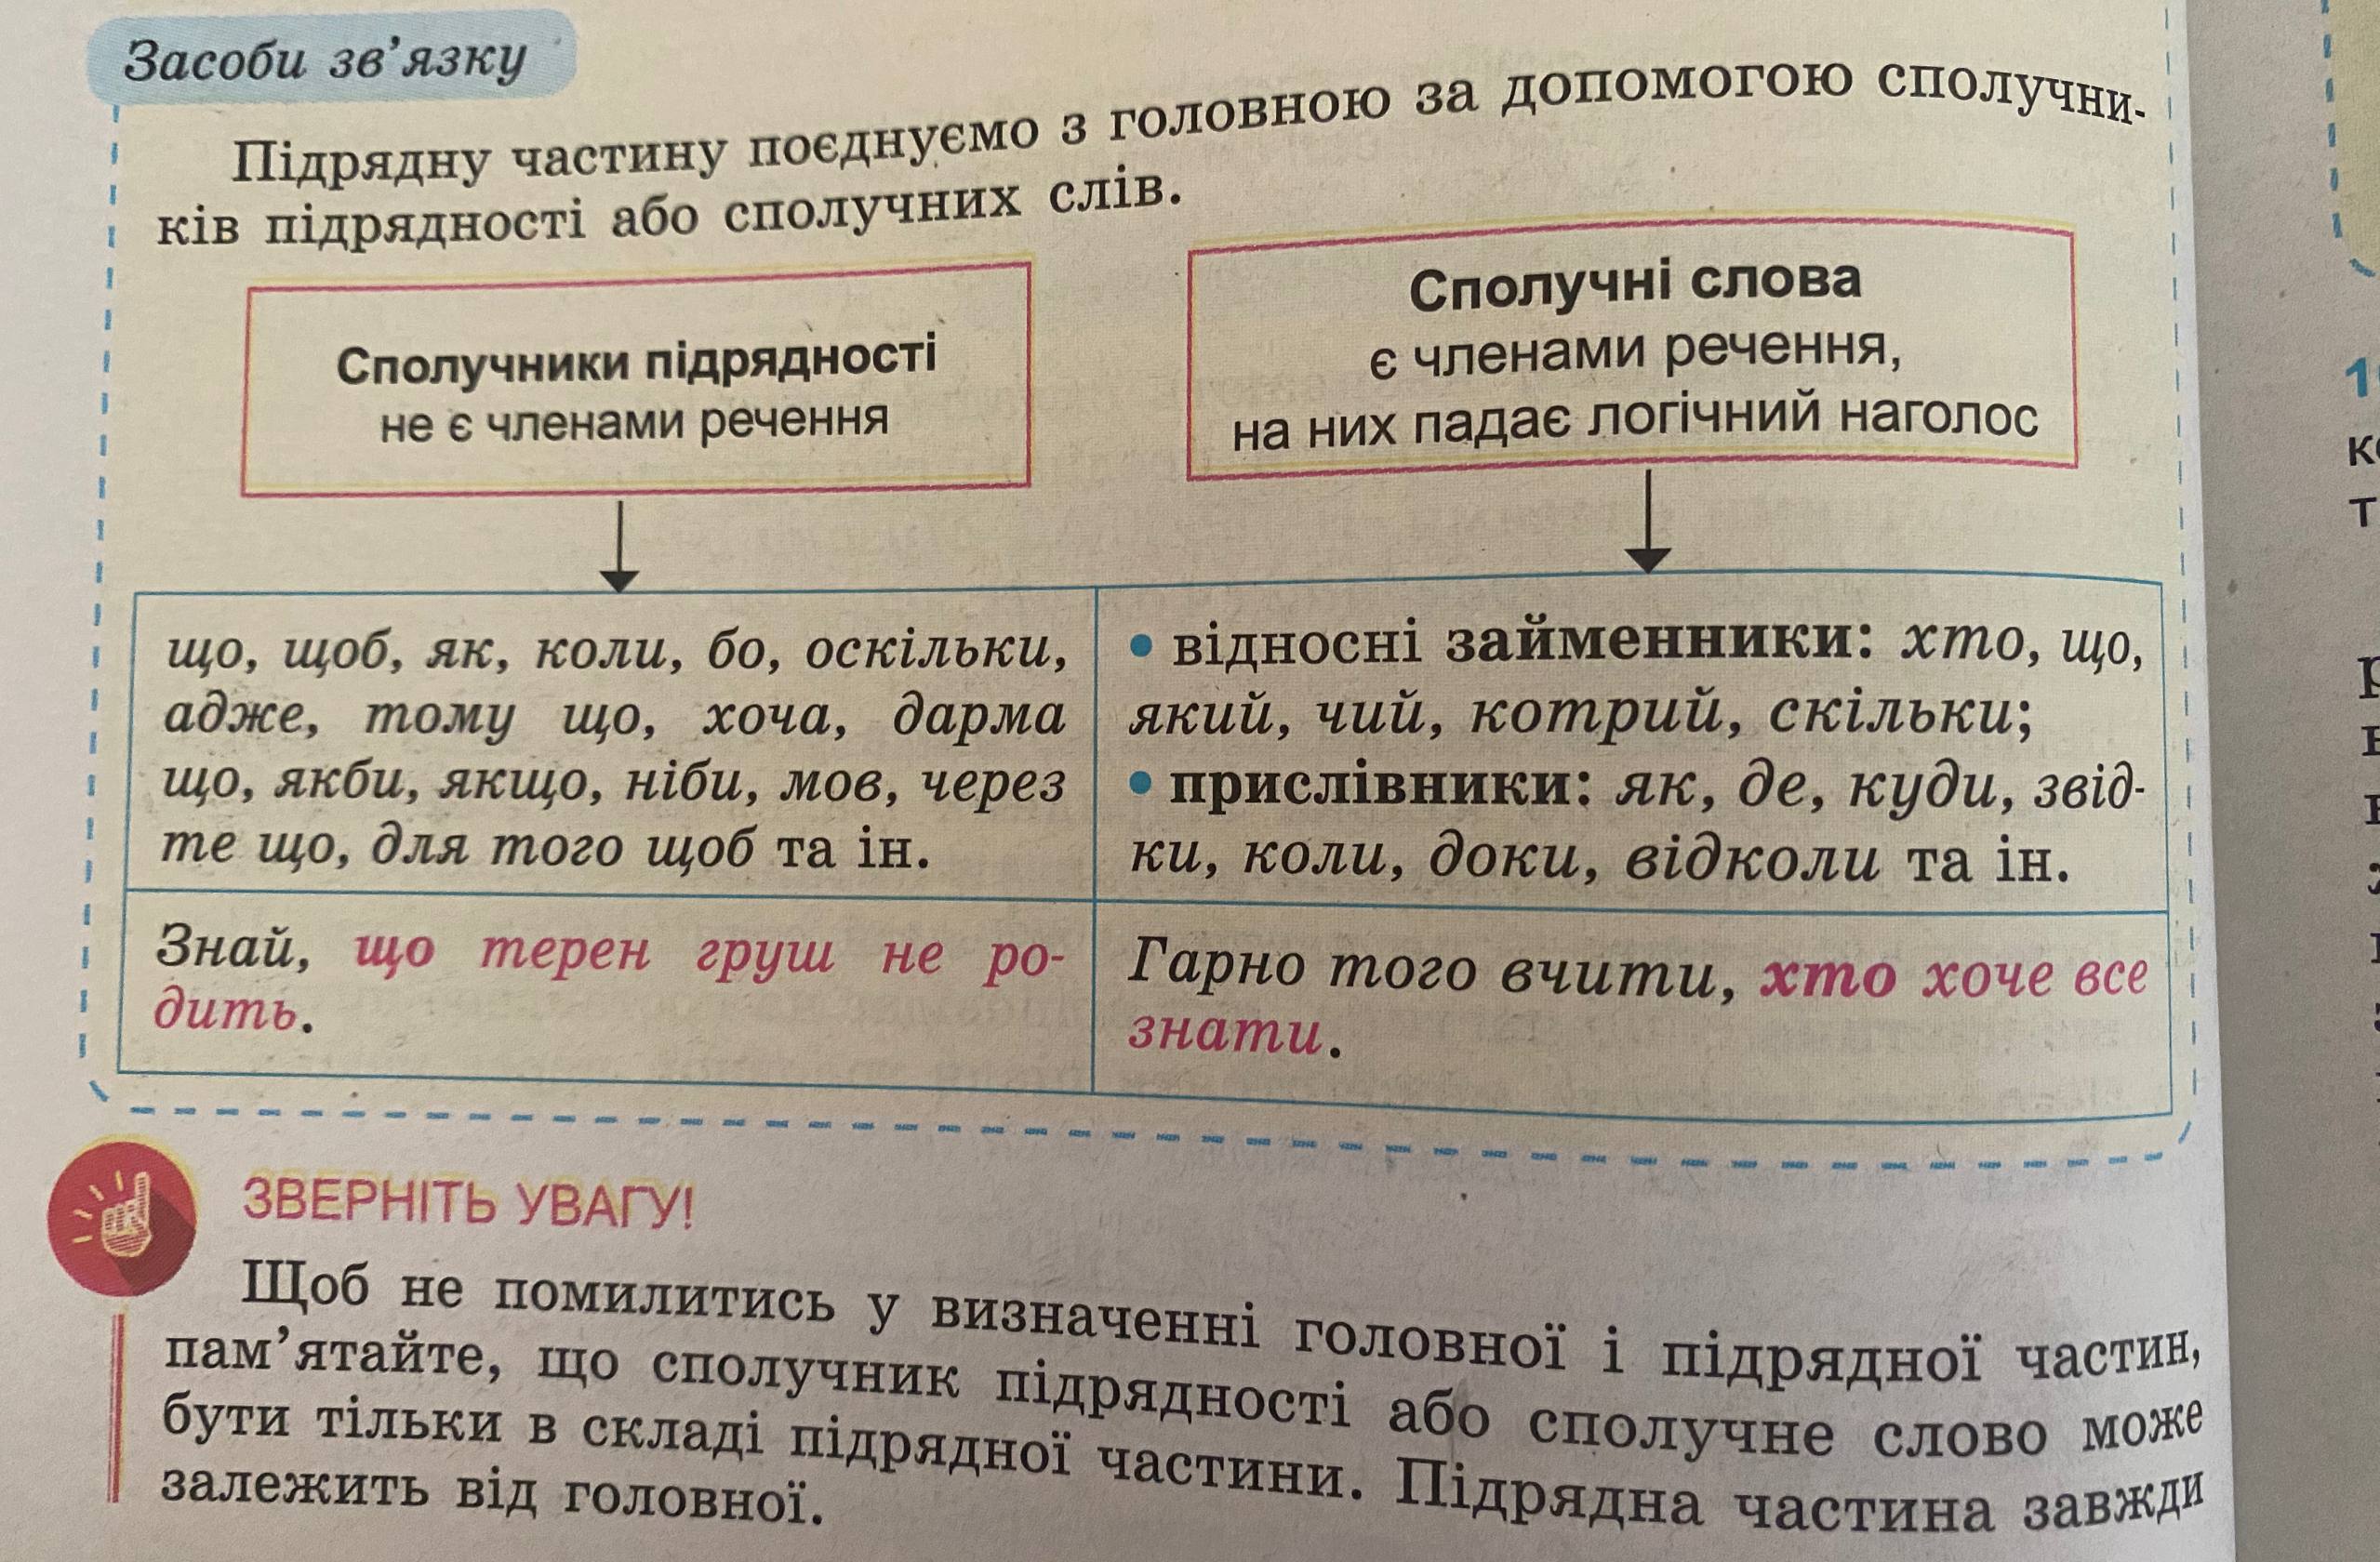 Засоби зв’язку
Підрядну частину поєднуємо з головною за допомогою сполучни-
ків підрядності або сполучних слів.
Сполучники підрядності
не є членами речення
Сполучні слова
є членами речення,
на них падає логічний наголос
що, щоб, як, коли, бо, оскільки,
адже, тому що, хоча, дарма
що, якби, якщо, ніби, мов, через
те що, для того щоб та ін.
• відносні займенники: хто, що,
який, чий, котрий, скільки;
• прислівники: як, де, куди, звід-
ки, коли, доки, відколи та ін.
Знай, що терен груш не ро-
дить.
Гарно того вчити, хто хоче все
знати.
ЗВЕРНІТЬ УВАГУ!
Щоб не помилитись у визначенні головної і підрядної частин,
пам’ятайте, що сполучник підрядності або сполучне слово може
бути тільки в складі підрядної частини. Підрядна частина завжди
залежить від головної.